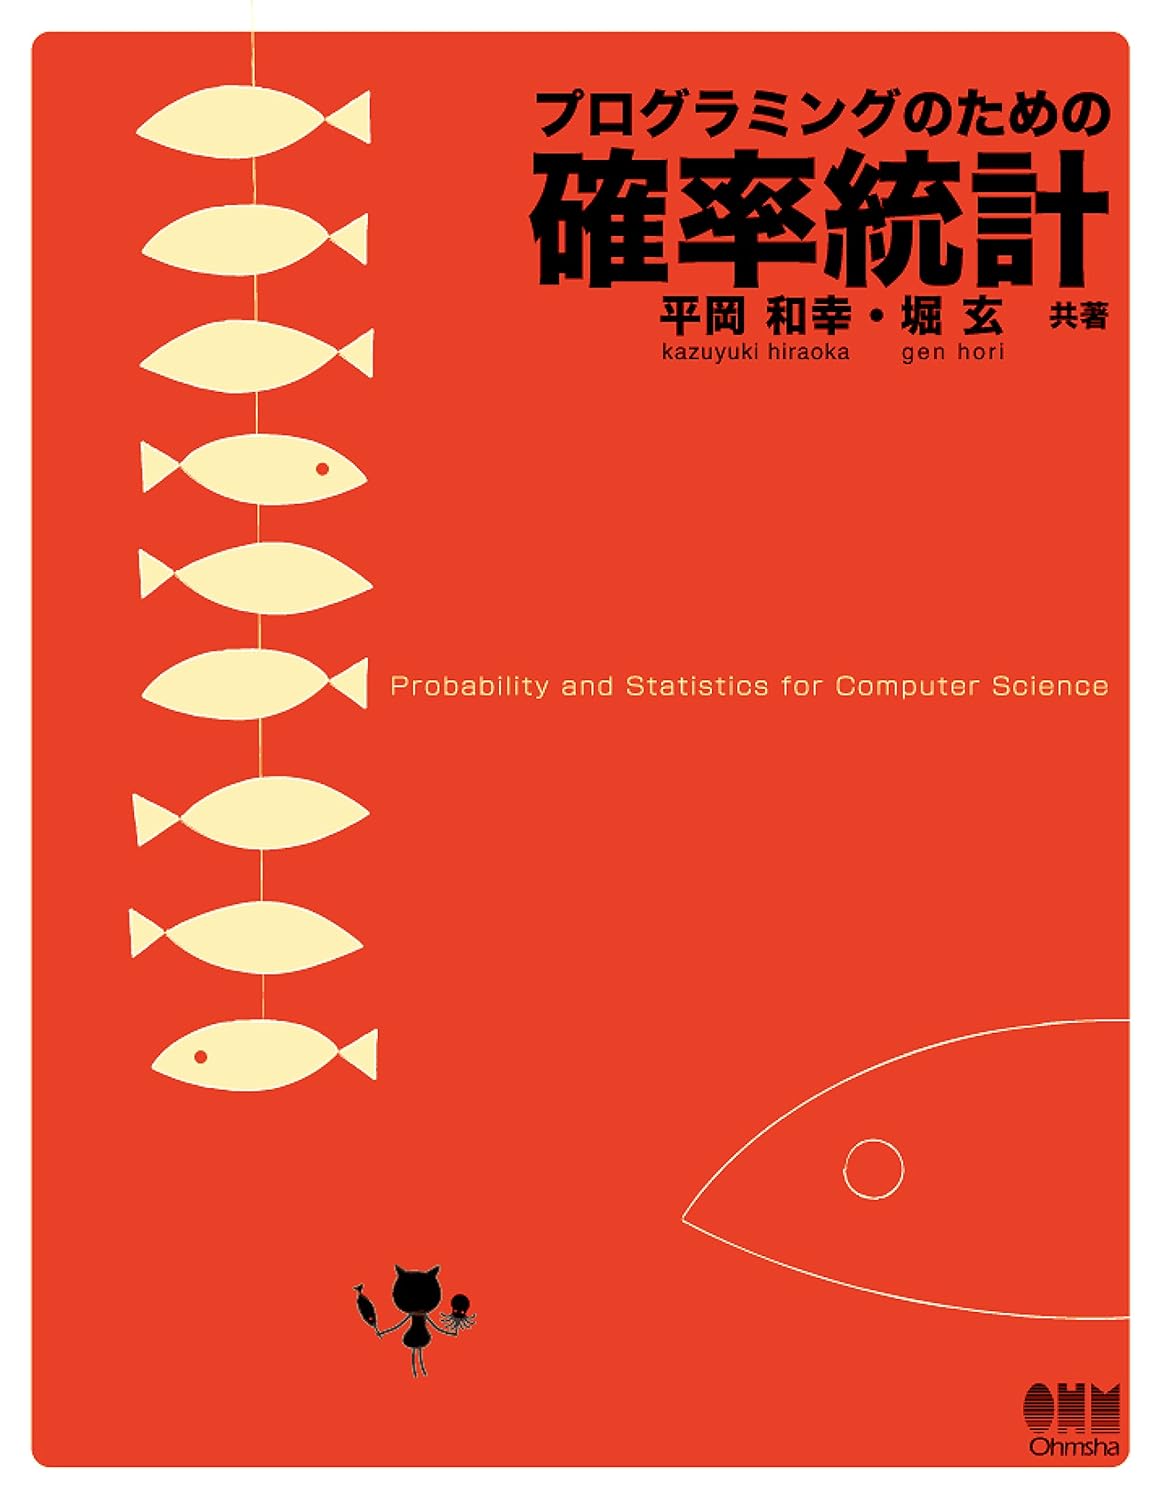 プログラミングのための
確率統計
平岡 和幸・堀 玄 共著
kazuyuki hiraoka gen hori
Probability and Statistics for Computer Science
OHM
Ohmsha